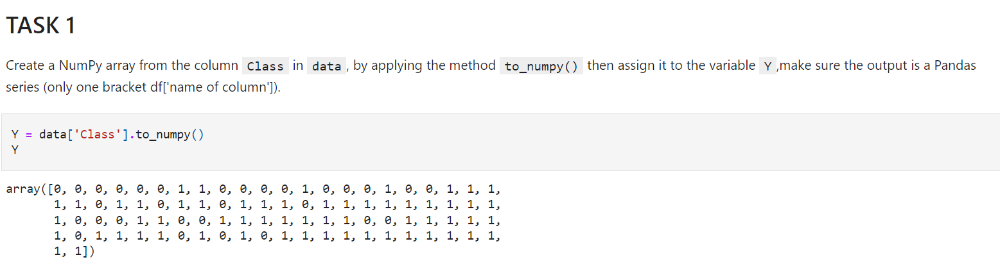 TASK 1
Create a NumPy array from the column Class in data , by applying the method to_numpy() then assign it to the variable Y ,make sure the output is a Pandas
series (only one bracket df['name of column']).
Y = data['Class'].to_numpy()
Y
array([0, 0, 0, 0, 0, 0, 1, 1, 0, 0, 0, 0, 1, 0, 0, 0, 1, 0, 0, 1, 1, 1,
1, 1, 0, 1, 1, 0, 1, 1, 0, 1, 1, 1, 0, 1, 1, 1, 1, 1, 1, 1, 1, 1,
1, 0, 0, 0, 1, 1, 0, 0, 1, 1, 1, 1, 1, 1, 1, 0, 0, 1, 1, 1, 1, 1,
1, 0, 1, 1, 1, 1, 0, 1, 0, 1, 0, 1, 1, 1, 1, 1, 1, 1, 1, 1, 1, 1,
1, 1])